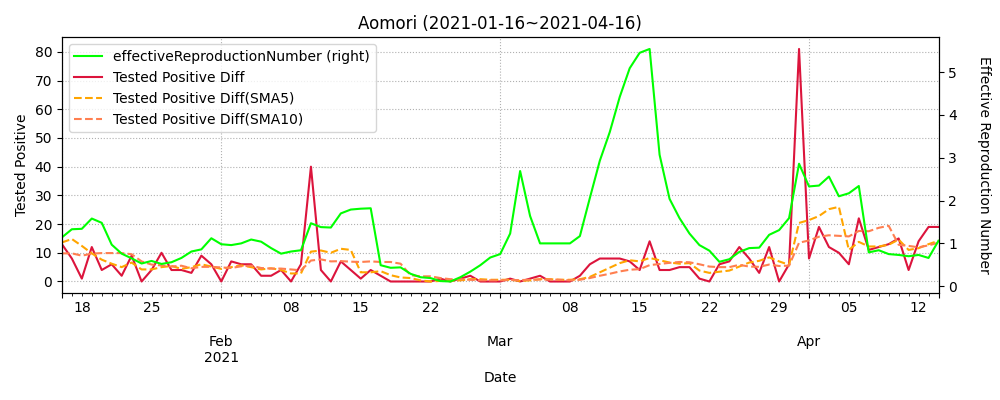 Aomori (2021-01-16~2021-04-16)
effectiveReproductionNumber (right)
Tested Positive Diff
Tested Positive Diff(SMA5)
Tested Positive Diff(SMA10)
Tested Positive
80
70
60
50
40
30
20
10
0
5
4
3
2
1
0
Effective Reproduction Number
18 25 08 15 22 08 15 22 29 05 12
Feb Mar Apr
2021
Date